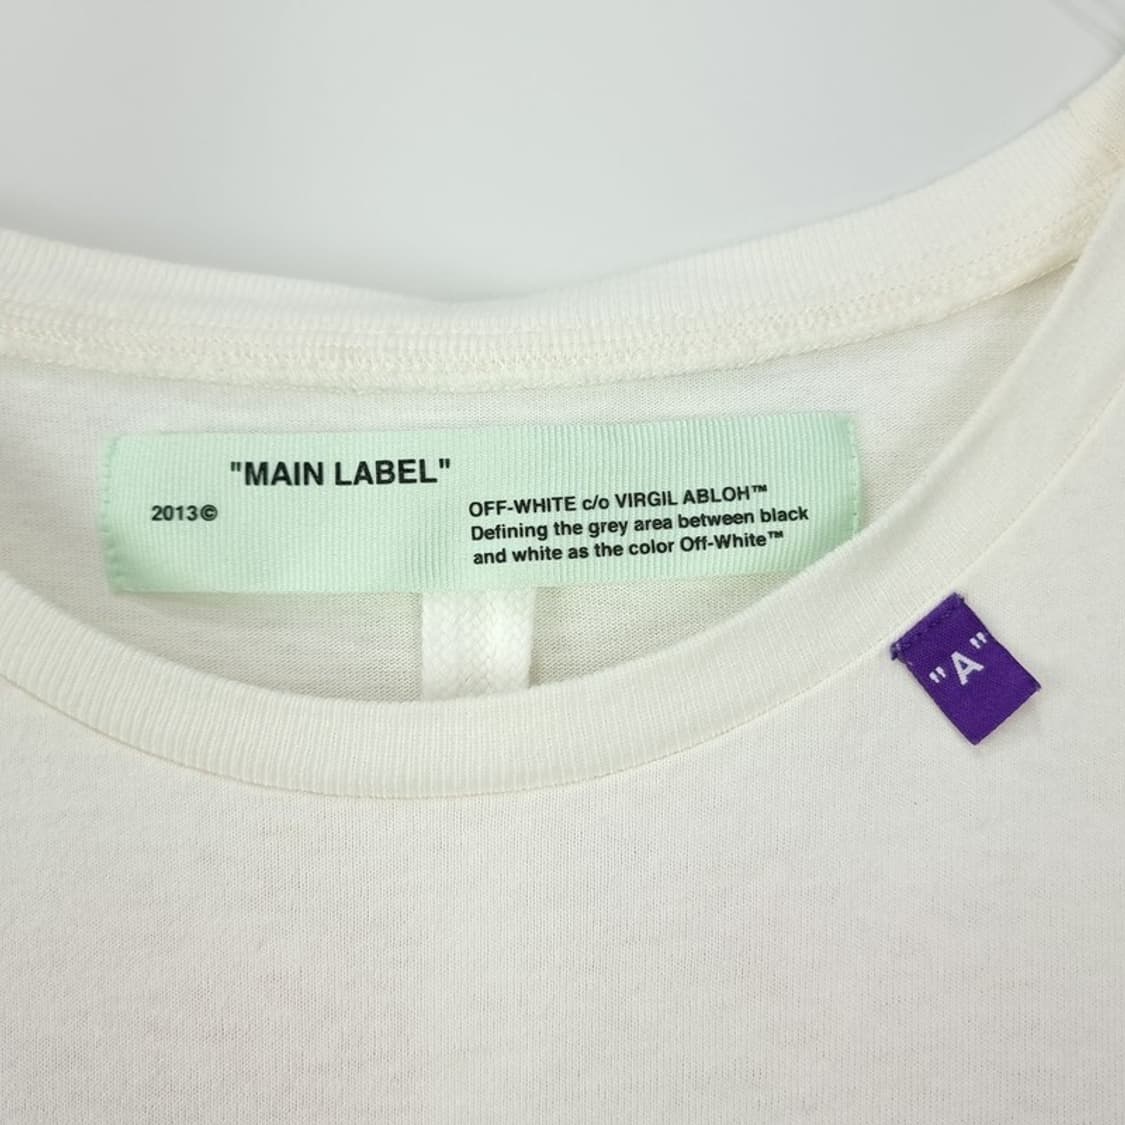 "MAIN LABEL"
2013©
OFF-WHITE c/o VIRGIL ABLOH™
Defining the grey area between black
and white as the color Off-White™
"A"